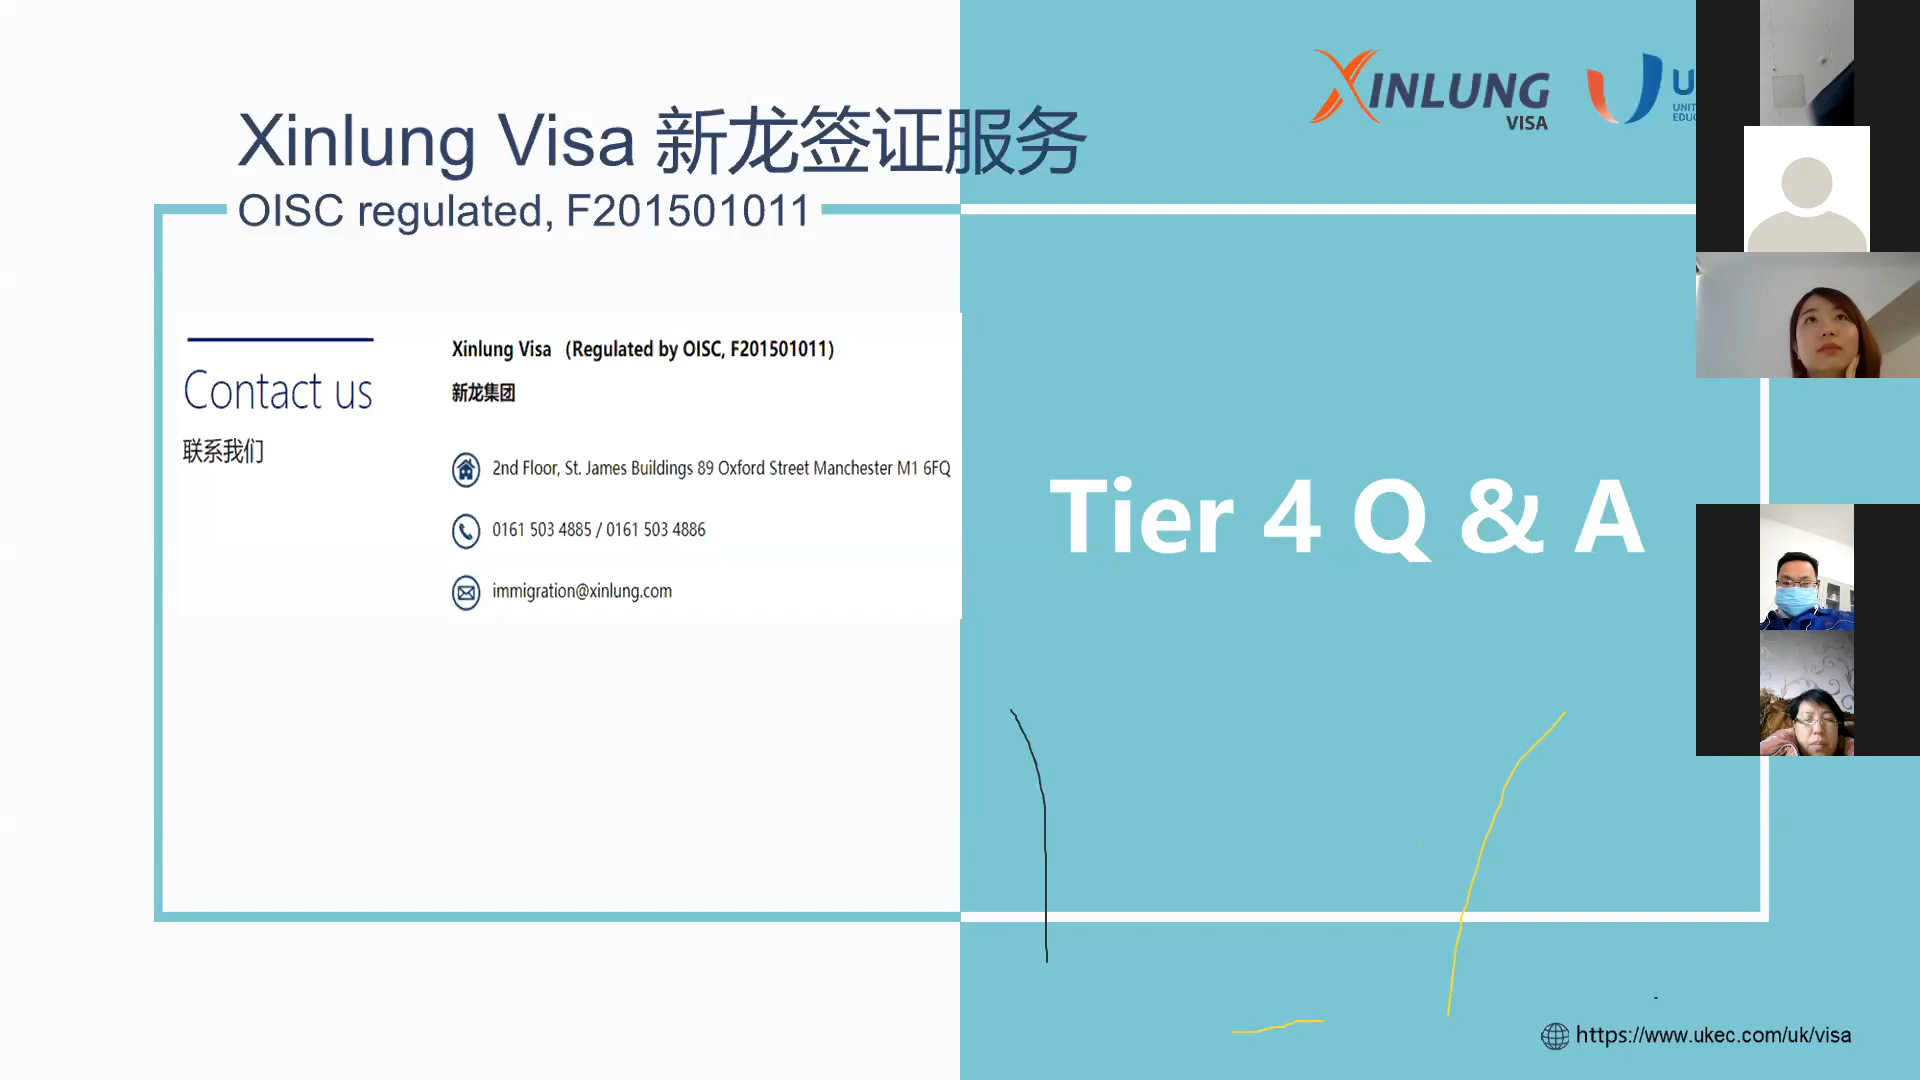 XINLUNG
VISA
U
UNIT
EDUC
Xinlung Visa 新龙签证服务
OISC regulated, F201501011
Contact us
联系我们
Xinlung Visa （Regulated by OISC, F201501011）
新龙集团
2nd Floor, St. James Buildings 89 Oxford Street Manchester M1 6FQ
0161 503 4885 / 0161 503 4886
immigration@xinlung.com
Tier 4 Q & A
https://www.ukec.com/uk/visa